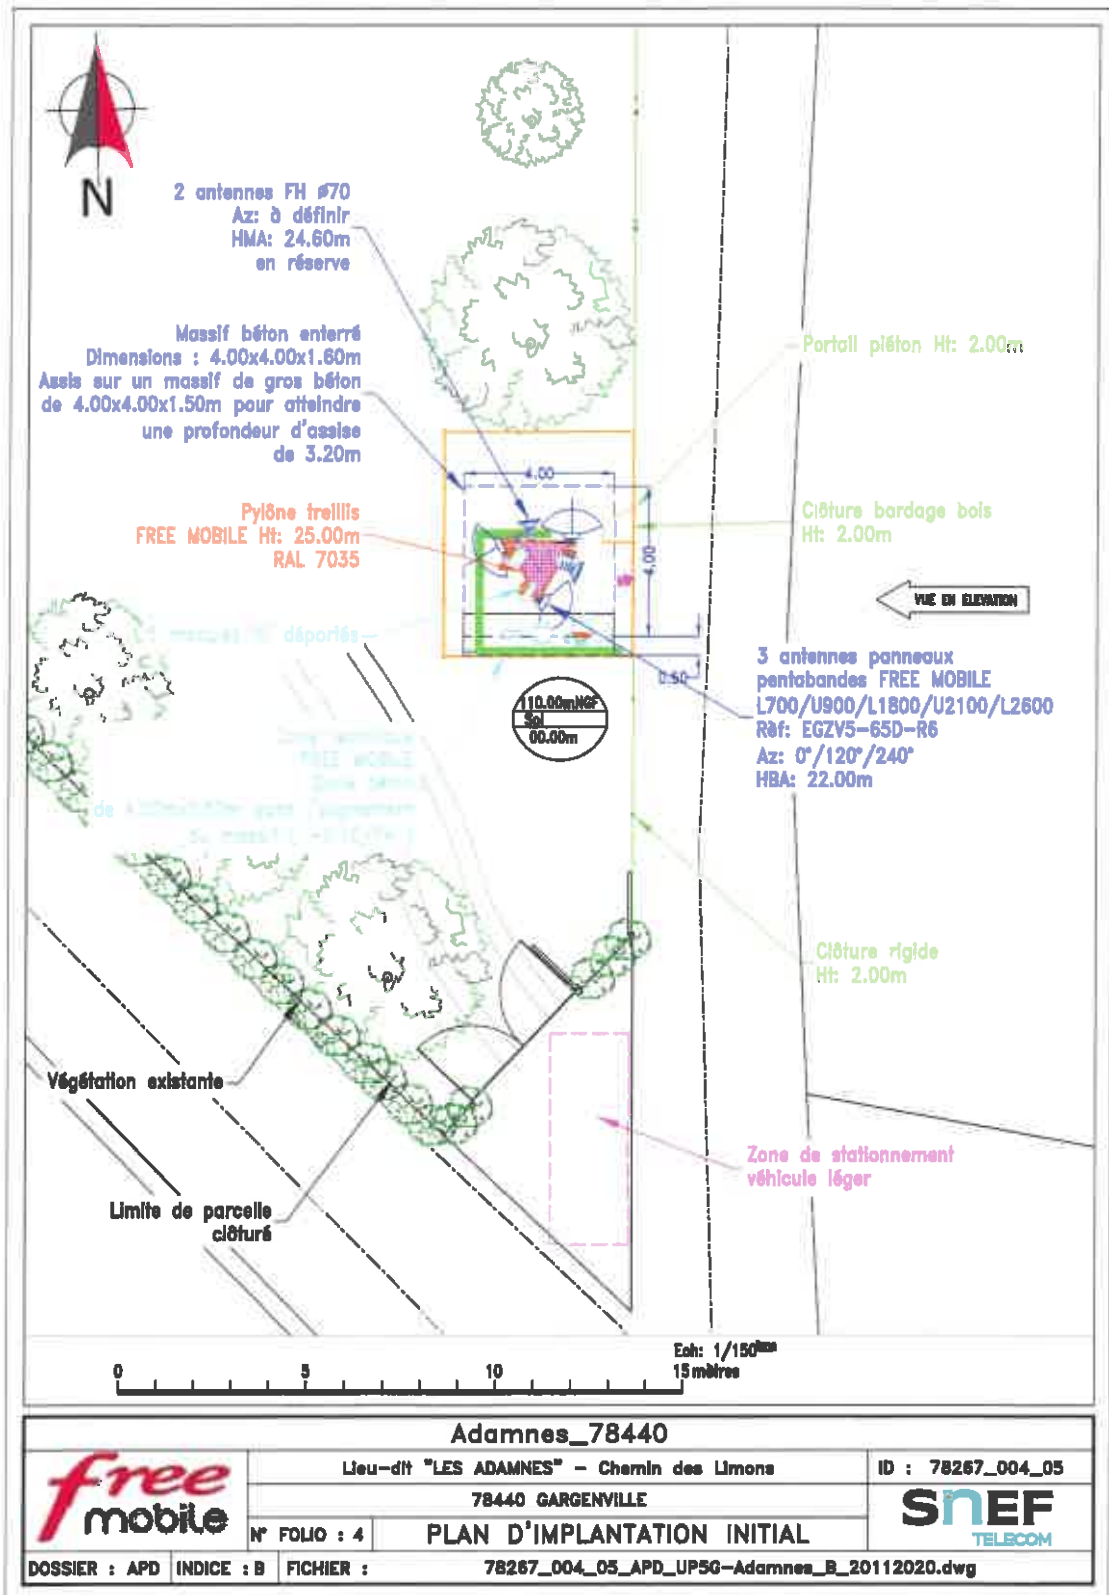 N
2 antennes FH ø70
Az: à définir
HMA: 24.60m
en réserve
Massif béton enterré
Dimensions : 4.00x4.00x1.60m
Assis sur un massif de gros béton
de 4.00x4.00x1.50m pour atteindre
une profondeur d'assise
de 3.20m
Pylône treillis
FREE MOBILE Ht: 25.00m
RAL 7035
déportés
FREE MOBILE
4.00
4.00
0.50
110.00mNGF
Sol
00.00m
Portail piéton Ht: 2.00m
Clôture bardage bois
Ht: 2.00m
VUE EN ELEVATION
3 antennes panneaux
pentabandes FREE MOBILE
L700/U900/L1800/U2100/L2600
Réf: EGZV5-65D-R6
Az: 0°/120°/240°
HBA: 22.00m
Clôture rigide
Ht: 2.00m
Végétation existante
Limite de parcelle
clôturé
Zone de stationnement
véhicule léger
Ech: 1/150ème
0 5 10 15 mètres
Adamnes_78440
free
mobile
Lieu-dit "LES ADAMNES" - Chemin des Limons
78440 GARGENVILLE
ID : 78267_004_05
SNEF
TELECOM
N° FOLIO : 4
PLAN D'IMPLANTATION INITIAL
DOSSIER : APD
INDICE : B
FICHIER : 78267_004_05_APD_UP5G-Adamnes_B_20112020.dwg